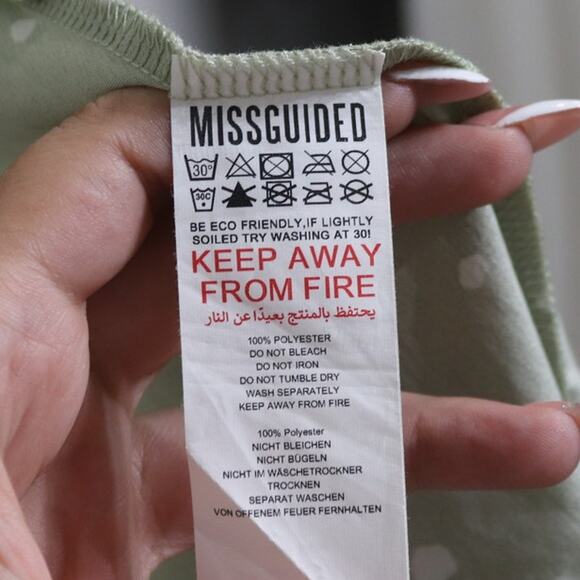 MISSGUIDED
30°
30C
BE ECO FRIENDLY,IF LIGHTLY
SOILED TRY WASHING AT 30!
KEEP AWAY
FROM FIRE
يحتفظ بالمنتج بعيدًا عن النار
100% POLYESTER
DO NOT BLEACH
DO NOT IRON
DO NOT TUMBLE DRY
WASH SEPARATELY
KEEP AWAY FROM FIRE
100% Polyester
NICHT BLEICHEN
NICHT BÜGELN
NICHT IM WÄSCHETROCKNER
TROCKNEN
SEPARAT WASCHEN
VON OFFENEM FEUER FERNHALTEN